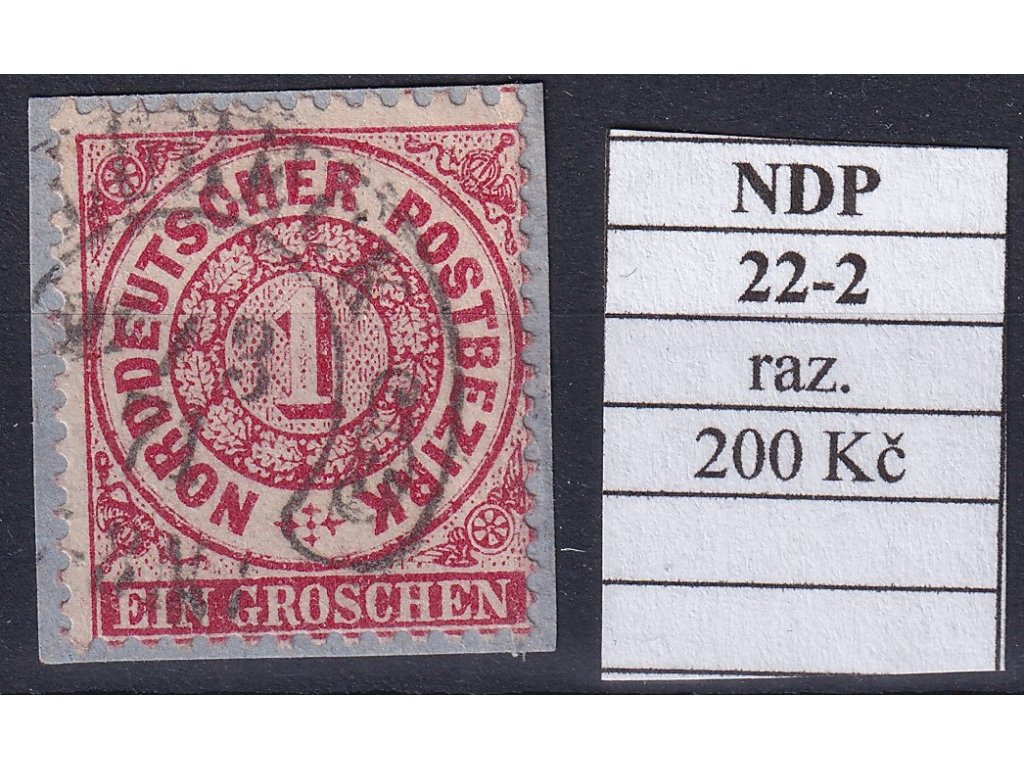 NORDDEUTSCHER POSTBEZIRK
1
EIN GROSCHEN
NDP
22-2
raz.
200 Kč